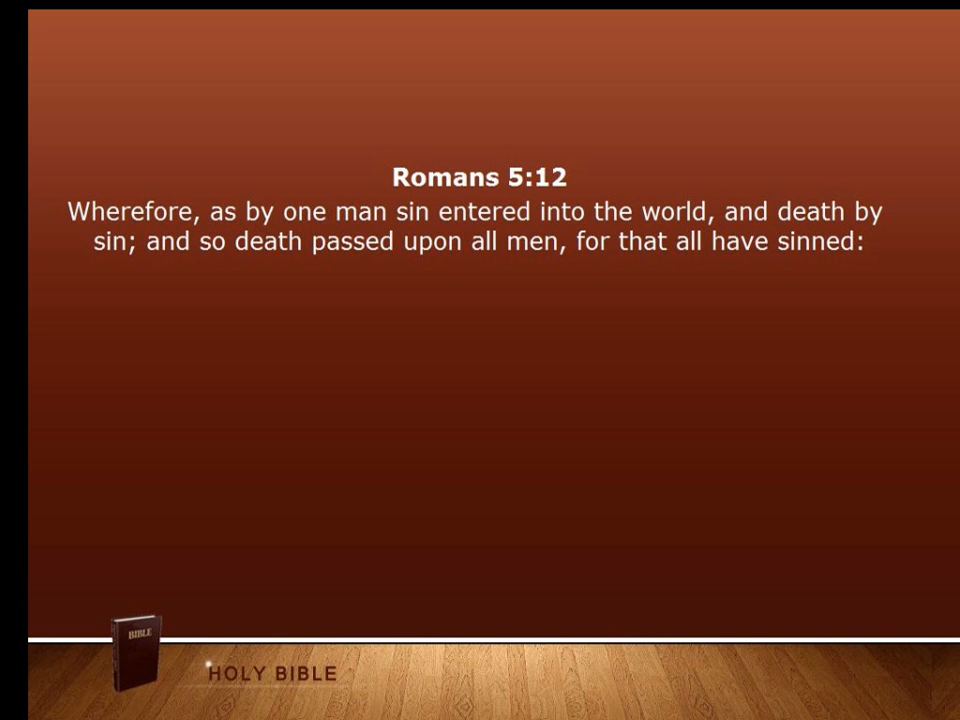 Romans 5:12
Wherefore, as by one man sin entered into the world, and death by
sin; and so death passed upon all men, for that all have sinned:
BIBLE
HOLY BIBLE